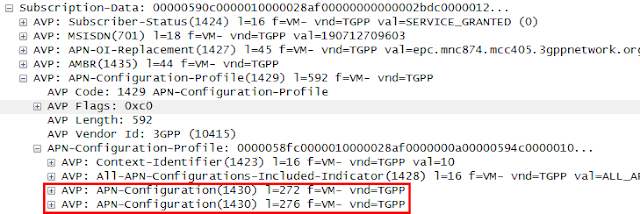 Subscription-Data: 00000590c0000010000028af00000000000002bdc0000012...
AVP: Subscriber-Status(1424) l=16 f=VM- vnd=TGPP val=SERVICE_GRANTED (0)
AVP: MSISDN(701) l=18 f=VM- vnd=TGPP val=190712709603
AVP: APN-OI-Replacement(1427) l=45 f=VM- vnd=TGPP val=epc.mnc874.mcc405.3gppnetwork.org
AVP: AMBR(1435) l=44 f=VM- vnd=TGPP
AVP: APN-Configuration-Profile(1429) l=592 f=VM- vnd=TGPP
AVP Code: 1429 APN-Configuration-Profile
AVP Flags: 0xc0
AVP Length: 592
AVP Vendor Id: 3GPP (10415)
APN-Configuration-Profile: 0000058fc0000010000028af0000000a00000594c0000010...
AVP: Context-Identifier(1423) l=16 f=VM- vnd=TGPP val=10
AVP: All-APN-Configurations-Included-Indicator(1428) l=16 f=VM- vnd=TGPP val=ALL_AP
AVP: APN-Configuration(1430) l=272 f=VM- vnd=TGPP
AVP: APN-Configuration(1430) l=276 f=VM- vnd=TGPP